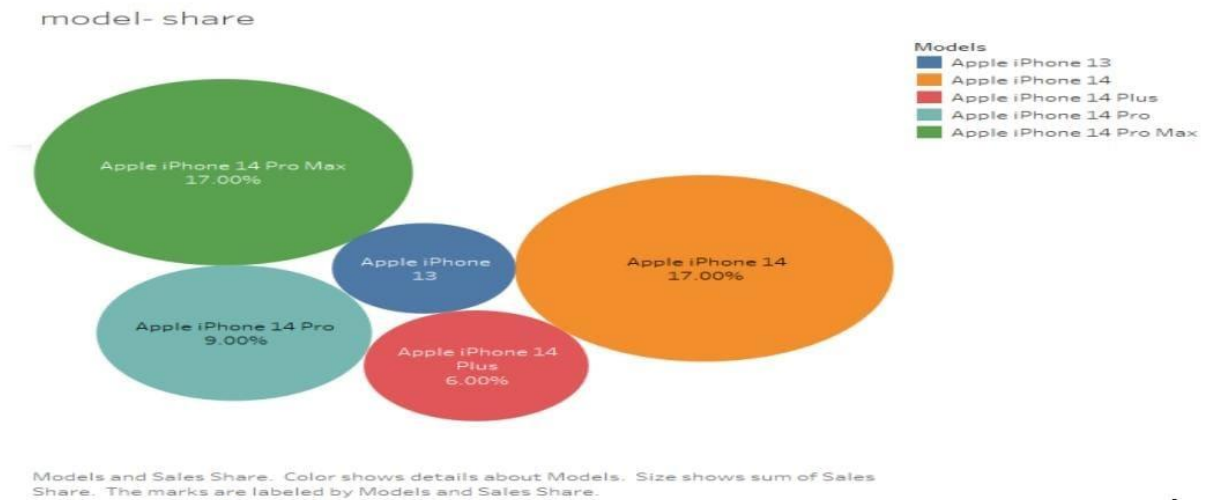 model- share
Models
Apple iPhone 13
Apple iPhone 14
Apple iPhone 14 Plus
Apple iPhone 14 Pro
Apple iPhone 14 Pro Max
Apple iPhone 14 Pro Max
17.00%
Apple iPhone
13
Apple iPhone 14
17.00%
Apple iPhone 14 Pro
9.00%
Apple iPhone 14
Plus
6.00%
Models and Sales Share. Color shows details about Models. Size shows sum of Sales
Share. The marks are labeled by Models and Sales Share.